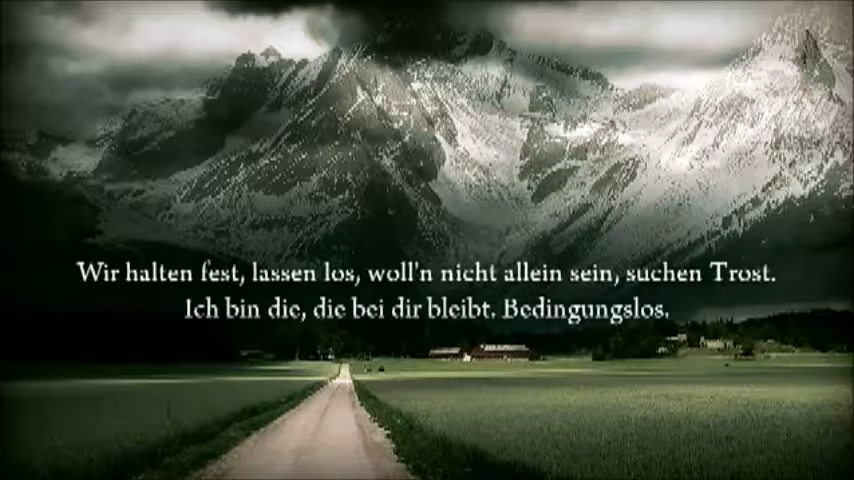 Wir halten fest, lassen los, woll'n nicht allein sein, suchen Trost.
Ich bin die, die bei dir bleibt. Bedingungslos.